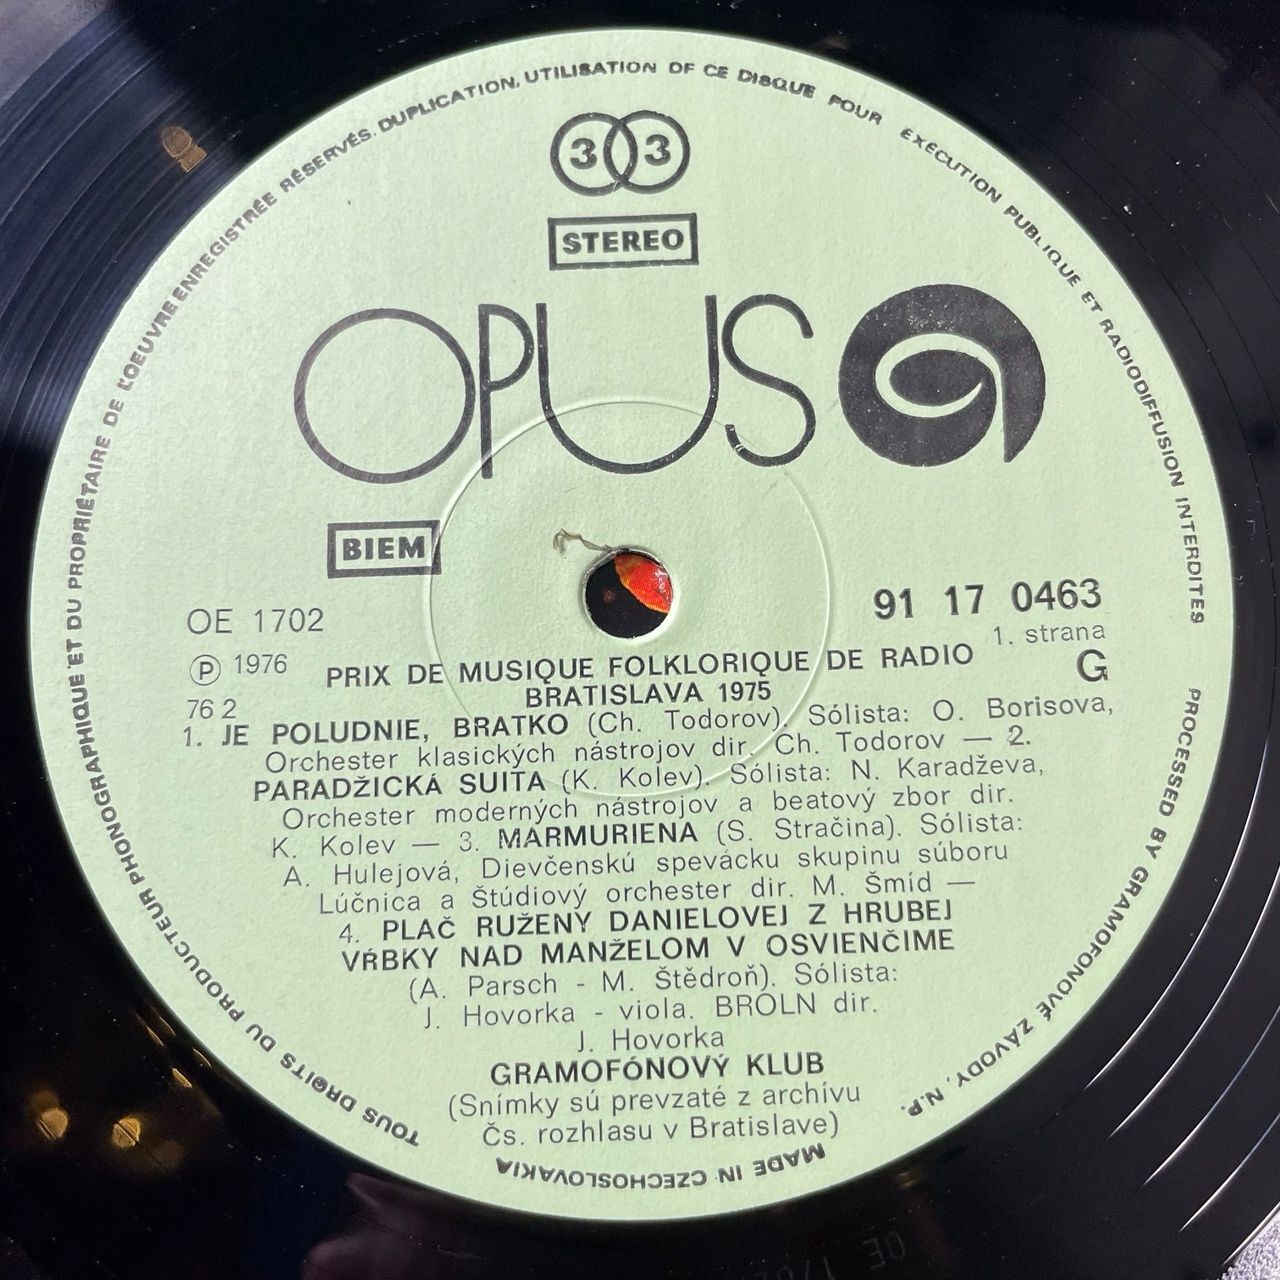 33
STEREO
OPUS
BIEM
OE 1702
91 17 0463
Ⓟ 1976
1. strana
G
76 2
PRIX DE MUSIQUE FOLKLORIQUE DE RADIO
BRATISLAVA 1975
1. JE POLUDNIE, BRATKO (Ch. Todorov). Sólista: O. Borisova,
Orchester klasických nástrojov dir. Ch. Todorov — 2.
PARADŽICKÁ SUITA (K. Kolev). Sólista: N. Karadževa,
Orchester moderných nástrojov a beatový zbor dir.
K. Kolev — 3. MARMURIENA (S. Stračina). Sólista:
A. Hulejová, Dievčenskú spevácku skupinu súboru
Lúčnica a Štúdiový orchester dir. M. Šmíd —
4. PLAČ RUŽENY DANIELOVEJ Z HRUBEJ
VŔBKY NAD MANŽELOM V OSVIENČIME
(A. Parsch - M. Štědroň). Sólista:
J. Hovorka - viola. BROLN dir.
J. Hovorka
GRAMOFÓNOVÝ KLUB
(Snímky sú prevzaté z archívu
Čs. rozhlasu v Bratislave)
TOUS DROITS DU PRODUCTEUR PHONOGRAPHIQUE ET DU PROPRIÉTAIRE DE L'OEUVRE ENREGISTRÉE RÉSERVÉS. DUPLICATION, UTILISATION DF CE DISQUE POUR EXÉCUTION PUBLIQUE ET RADIODIFFUSION INTERDITES
PROCESSED BY GRAMOFONOVÉ ZÁVODY, N.P.
MADE IN CZECHOSLOVAKIA